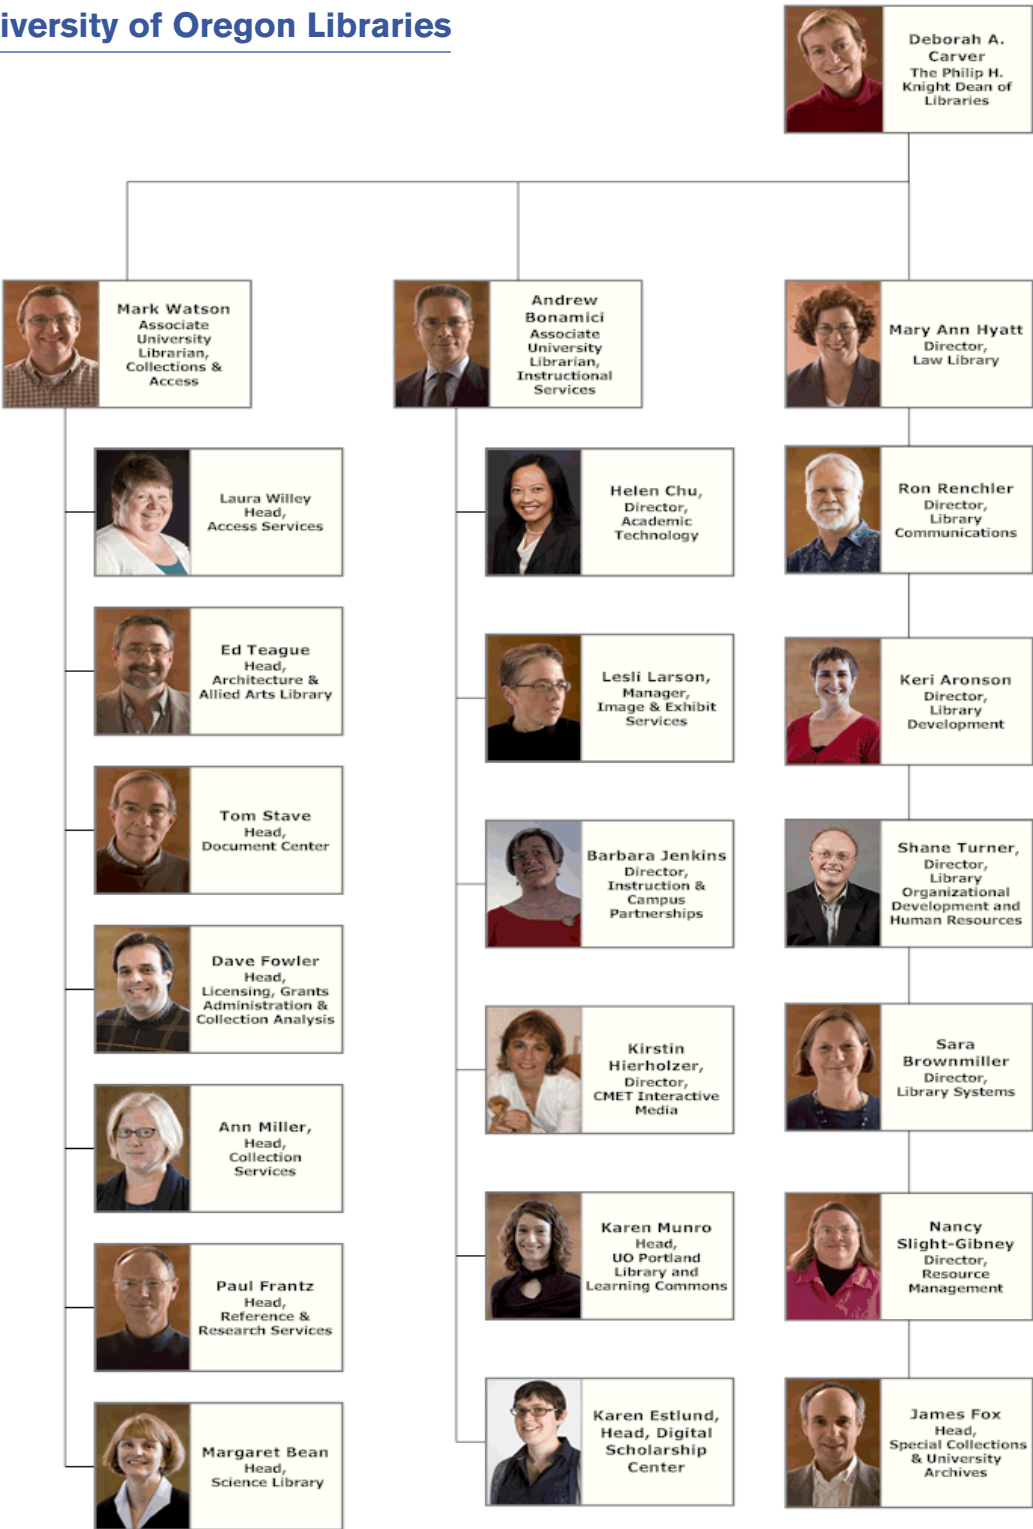 iversity of Oregon Libraries
Deborah A.
Carver
The Philip H.
Knight Dean of
Libraries
Mark Watson
Associate
University
Librarian,
Collections &
Access
Andrew
Bonamici
Associate
University
Librarian,
Instructional
Services
Mary Ann Hyatt
Director,
Law Library
Laura Willey
Head,
Access Services
Helen Chu,
Director,
Academic
Technology
Ron Renchler
Director,
Library
Communications
Ed Teague
Head,
Architecture &
Allied Arts Library
Lesli Larson,
Manager,
Image & Exhibit
Services
Keri Aronson
Director,
Library
Development
Tom Stave
Head,
Document Center
Barbara Jenkins
Director,
Instruction &
Campus
Partnerships
Shane Turner,
Director,
Library
Organizational
Development and
Human Resources
Dave Fowler
Head,
Licensing, Grants
Administration &
Collection Analysis
Kirstin
Hierholzer,
Director,
CMET Interactive
Media
Sara
Brownmiller
Director,
Library Systems
Ann Miller,
Head,
Collection
Services
Karen Munro
Head,
UO Portland
Library and
Learning Commons
Nancy
Slight-Gibney
Director,
Resource
Management
Paul Frantz
Head,
Reference &
Research Services
Karen Estlund,
Head, Digital
Scholarship
Center
James Fox
Head,
Special Collections
& University
Archives
Margaret Bean
Head,
Science Library